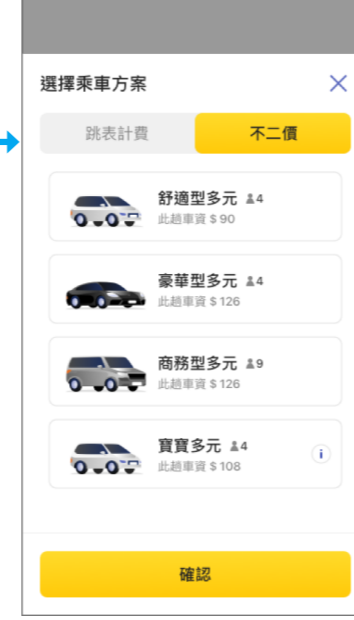 選擇乘車方案
跳表計費
不二價
舒適型多元 4
此趟車資 $ 90
豪華型多元 4
此趟車資 $ 126
商務型多元 9
此趟車資 $ 126
寶寶多元 4
此趟車資 $ 108
i
確認